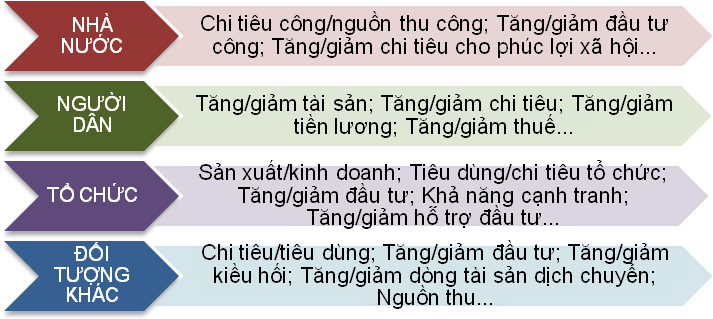 NHÀ
NƯỚC
Chi tiêu công/nguồn thu công; Tăng/giảm đầu tư
công; Tăng/giảm chi tiêu cho phúc lợi xã hội...
NGƯỜI
DÂN
Tăng/giảm tài sản; Tăng/giảm chi tiêu; Tăng/giảm
tiền lương; Tăng/giảm thuế...
TỔ CHỨC
Sản xuất/kinh doanh; Tiêu dùng/chi tiêu tổ chức;
Tăng/giảm đầu tư; Khả năng cạnh tranh;
Tăng/giảm hỗ trợ đầu tư...
ĐỐI
TƯỢNG
KHÁC
Chi tiêu/tiêu dùng; Tăng/giảm đầu tư; Tăng/giảm
kiều hối; Tăng/giảm dòng tài sản dịch chuyển;
Nguồn thu...